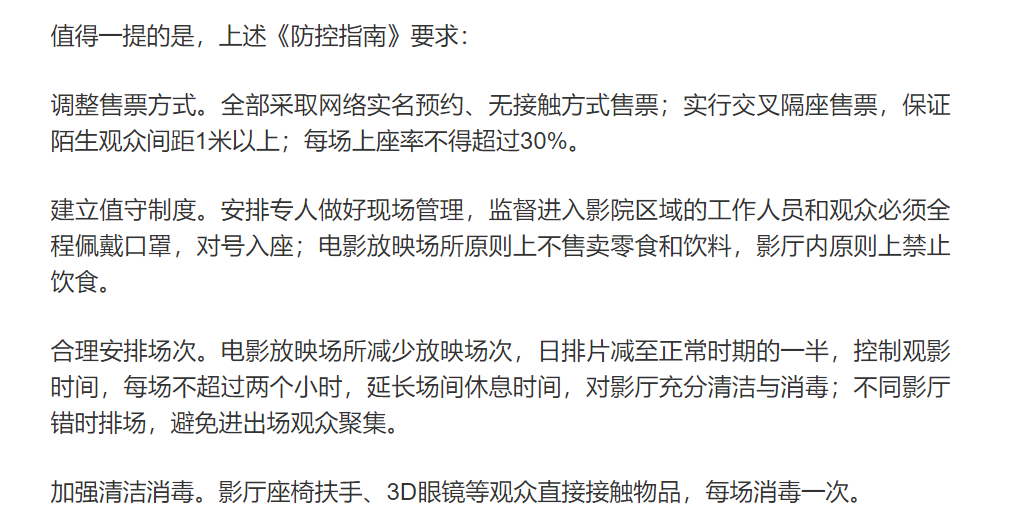 值得一提的是，上述《防控指南》要求：
调整售票方式。全部采取网络实名预约、无接触方式售票；实行交叉隔座售票，保证
陌生观众间距1米以上；每场上座率不得超过30%。
建立值守制度。安排专人做好现场管理，监督进入影院区域的工作人员和观众必须全
程佩戴口罩，对号入座；电影放映场所原则上不售卖零食和饮料，影厅内原则上禁止
饮食。
合理安排场次。电影放映场所减少放映场次，日排片减至正常时期的一半，控制观影
时间，每场不超过两个小时，延长场间休息时间，对影厅充分清洁与消毒；不同影厅
错时排场，避免进出场观众聚集。
加强清洁消毒。影厅座椅扶手、3D眼镜等观众直接接触物品，每场消毒一次。